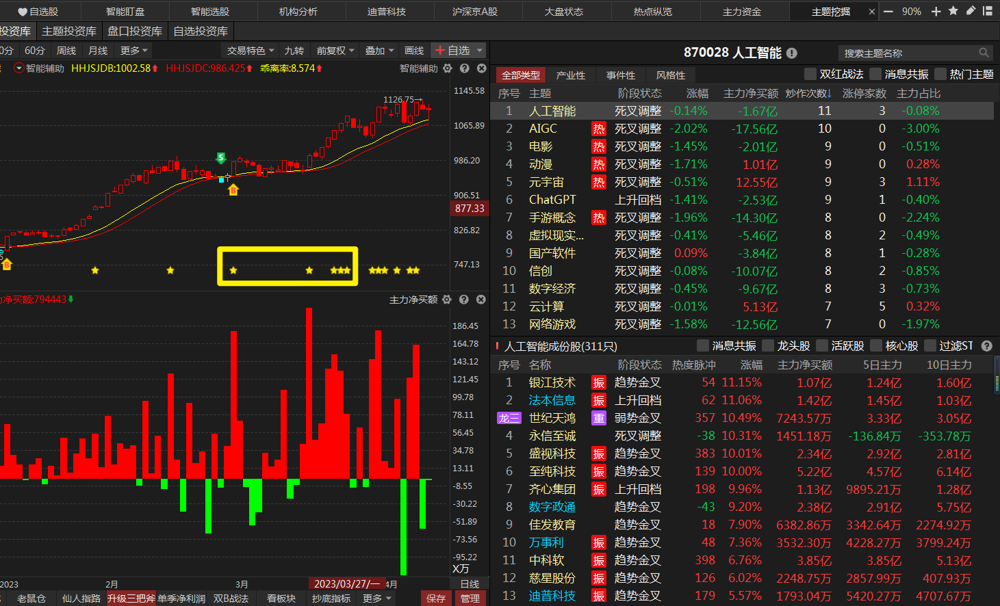 自选股 智能盯盘 智能选股 机构分析 迪普科技 沪深京A股 大盘状态 热点纵览 主力资金 主题挖掘 × − 90% +
投资库 主题投资库 盘口投资库 自选投资库
0分 60分 周线 月线 更多 交易特色 九转 前复权 叠加 画线 +自选
870028 人工智能
搜索主题名称
智能辅助 HHJSJDB:1002.58 HHJSJDC:986.425 乖离率:8.574 智能辅助
全部类型 产业性 事件性 风格性 双红战法 消息共振 热门主题
序号 主题 阶段状态 涨幅 主力净买额 炒作次数↓ 涨停家数 主力占比
1 人工智能 死叉调整 -0.14% -1.67亿 11 3 -0.08%
2 AIGC 热 死叉调整 -2.02% -17.56亿 10 0 -3.00%
3 电影 热 死叉调整 -1.45% -2.01亿 9 0 -0.51%
4 动漫 热 死叉调整 -1.71% 1.01亿 9 0 0.28%
5 元宇宙 热 死叉调整 -0.51% 12.55亿 9 3 1.11%
6 ChatGPT 上升回档 -1.41% -2.53亿 9 1 -0.40%
7 手游概念 热 死叉调整 -1.96% -14.30亿 8 0 -2.24%
8 虚拟现实... 死叉调整 -0.41% -5.46亿 8 2 -0.49%
9 国产软件 死叉调整 0.09% -3.84亿 8 1 -0.28%
10 信创 死叉调整 -0.08% -10.07亿 8 2 -0.85%
11 数字经济 死叉调整 -0.45% -9.67亿 8 3 -0.73%
12 云计算 死叉调整 -0.01% 5.13亿 7 5 0.32%
13 网络游戏 死叉调整 -1.58% -12.56亿 7 0 -1.97%
1145.58
1126.75→
1065.89
986.20
906.51
877.33
826.82
747.13
S
B
B
力净买额:794443 主力净买额
186.45
164.78
143.12
121.45
99.78
78.11
56.45
34.78
13.11
-8.55
-30.22
-51.89
-73.56
-95.22
X万
2023 2月 3月 2023/03/27/一 4月 日线
老鼠仓 仙人指路 升级三把斧 单季净利润 双B战法 看板块 抄底指标 更多 保存 管理
人工智能成份股(311只) 消息共振 龙头股 活跃股 核心股 过滤ST
序号 名称 阶段状态 热度脉冲 涨幅 主力净买额 5日主力 10日主力
1 银江技术 振 趋势金叉 54 11.15% 1.07亿 1.24亿 1.60亿
2 法本信息 振 上升回档 62 11.06% 1.42亿 1.45亿 1.03亿
龙三 世纪天鸿 重 弱势金叉 357 10.49% 7243.57万 3.33亿 3.05亿
4 永信至诚 死叉调整 -38 10.31% 1451.18万 -136.84万 -353.78万
5 盛视科技 振 趋势金叉 383 10.01% 2.34亿 2.92亿 2.81亿
6 至纯科技 振 趋势金叉 139 10.00% 5.22亿 4.57亿 6.14亿
7 齐心集团 振 上升回档 198 9.96% 1.13亿 9895.21万 1.28亿
8 数字政通 趋势金叉 -43 9.20% 2.38亿 2.91亿 5.75亿
9 佳发教育 趋势金叉 18 7.90% 6382.86万 3342.64万 2274.92万
10 万事利 振 趋势金叉 48 7.36% 3532.30万 4228.27万 3799.24万
11 中科软 振 趋势金叉 398 6.76% 3.85亿 3.85亿 5.13亿
12 慈星股份 振 趋势金叉 126 6.02% 2248.75万 2857.99万 407.93万
13 迪普科技 振 趋势金叉 179 5.57% 1793.04万 5420.27万 4707.67万